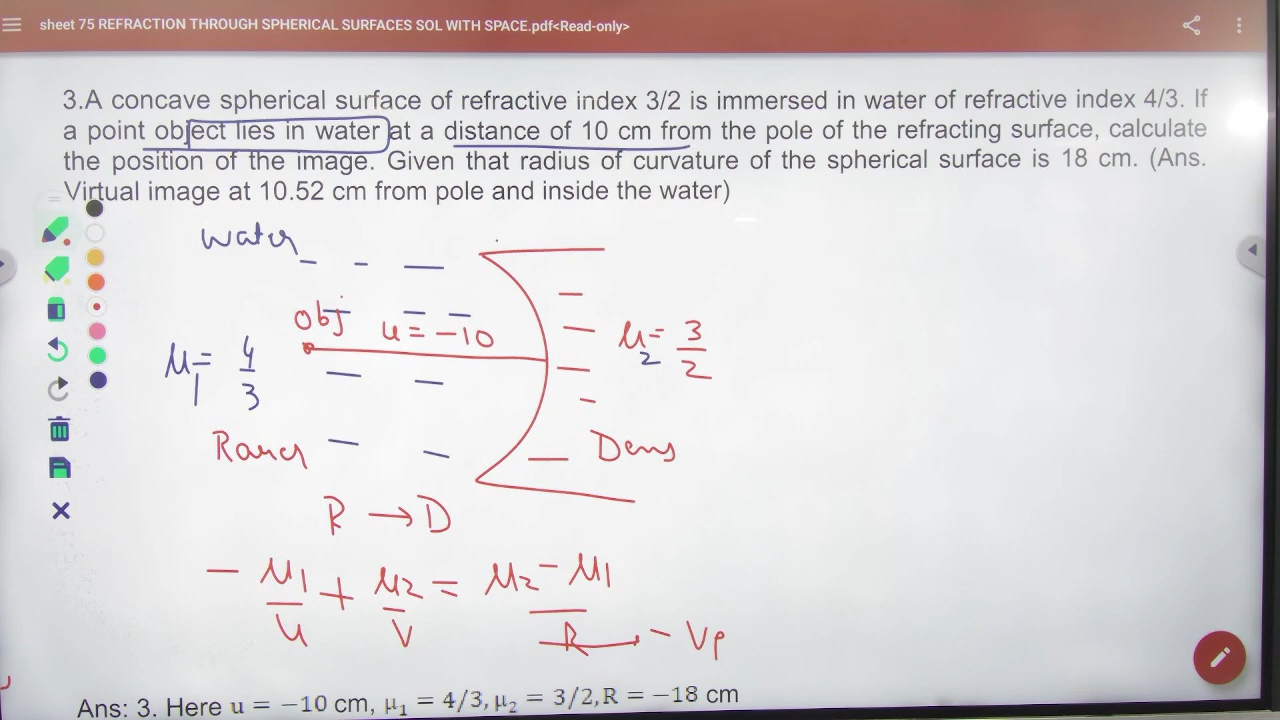 sheet 75 REFRACTION THROUGH SPHERICAL SURFACES SOL WITH SPACE.pdf<Read-only>
3.A concave spherical surface of refractive index 3/2 is immersed in water of refractive index 4/3. If
a point object lies in water at a distance of 10 cm from the pole of the refracting surface, calculate
the position of the image. Given that radius of curvature of the spherical surface is 18 cm. (Ans.
Virtual image at 10.52 cm from pole and inside the water)
Water
Obj u = -10
μ1 = 4/3
μ2 = 3/2
Rarer
Dens
R → D
- μ1/u + μ2/v = μ2 - μ1/R - Vp
Ans: 3. Here u = −10 cm, μ₁ = 4/3, μ₂ = 3/2, R = −18 cm